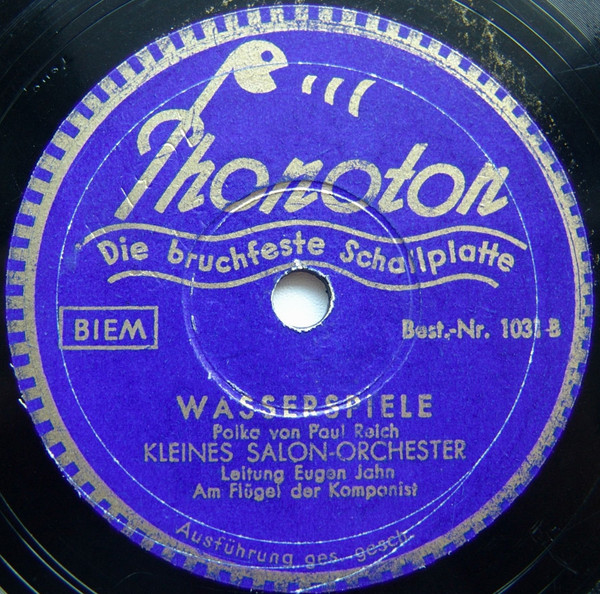 Phonoton
Die bruchfeste Schallplatte
BIEM
Best.-Nr. 1031-B
WASSERSPIELE
Polka von Paul Reich
KLEINES SALON-ORCHESTER
Leitung Eugen Jahn
Am Flügel der Komponist
Ausführung ges. gesch.